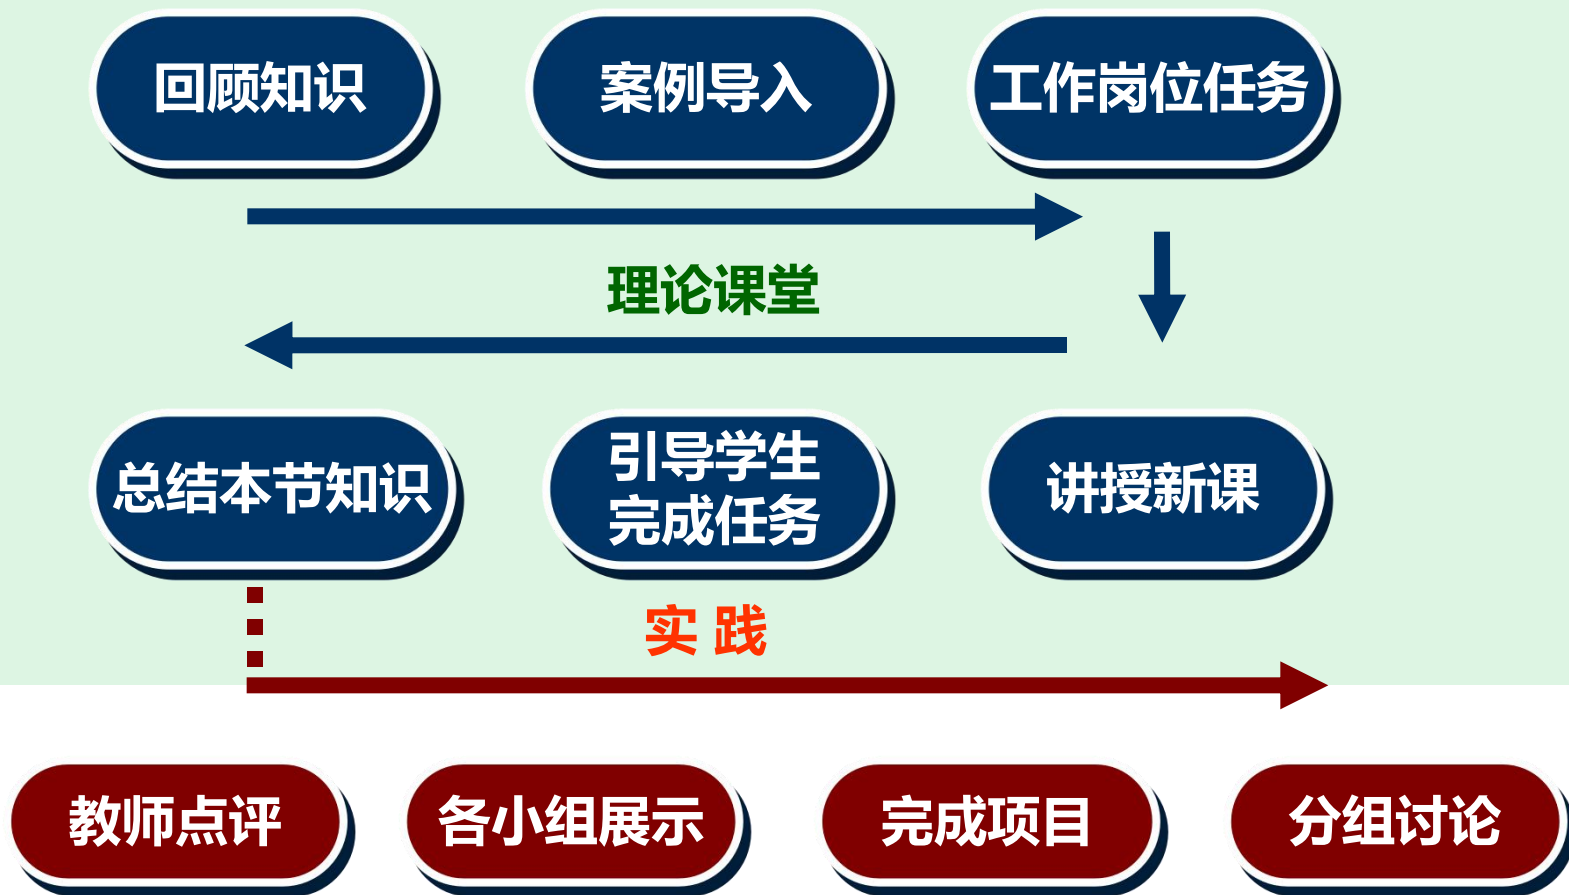 回顾知识
案例导入
工作岗位任务
理论课堂
总结本节知识
引导学生
完成任务
讲授新课
实 践
教师点评
各小组展示
完成项目
分组讨论